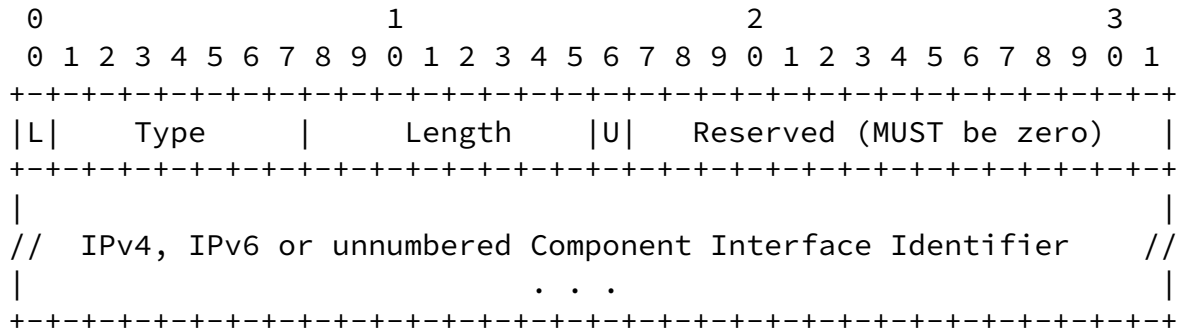 0                   1                   2                   3
 0 1 2 3 4 5 6 7 8 9 0 1 2 3 4 5 6 7 8 9 0 1 2 3 4 5 6 7 8 9 0 1
+-+-+-+-+-+-+-+-+-+-+-+-+-+-+-+-+-+-+-+-+-+-+-+-+-+-+-+-+-+-+-+-+
|L|    Type     |     Length    |U|   Reserved (MUST be zero)   |
+-+-+-+-+-+-+-+-+-+-+-+-+-+-+-+-+-+-+-+-+-+-+-+-+-+-+-+-+-+-+-+-+
|                                                               |
//  IPv4, IPv6 or unnumbered Component Interface Identifier    //
|                            . . .                              |
+-+-+-+-+-+-+-+-+-+-+-+-+-+-+-+-+-+-+-+-+-+-+-+-+-+-+-+-+-+-+-+-+